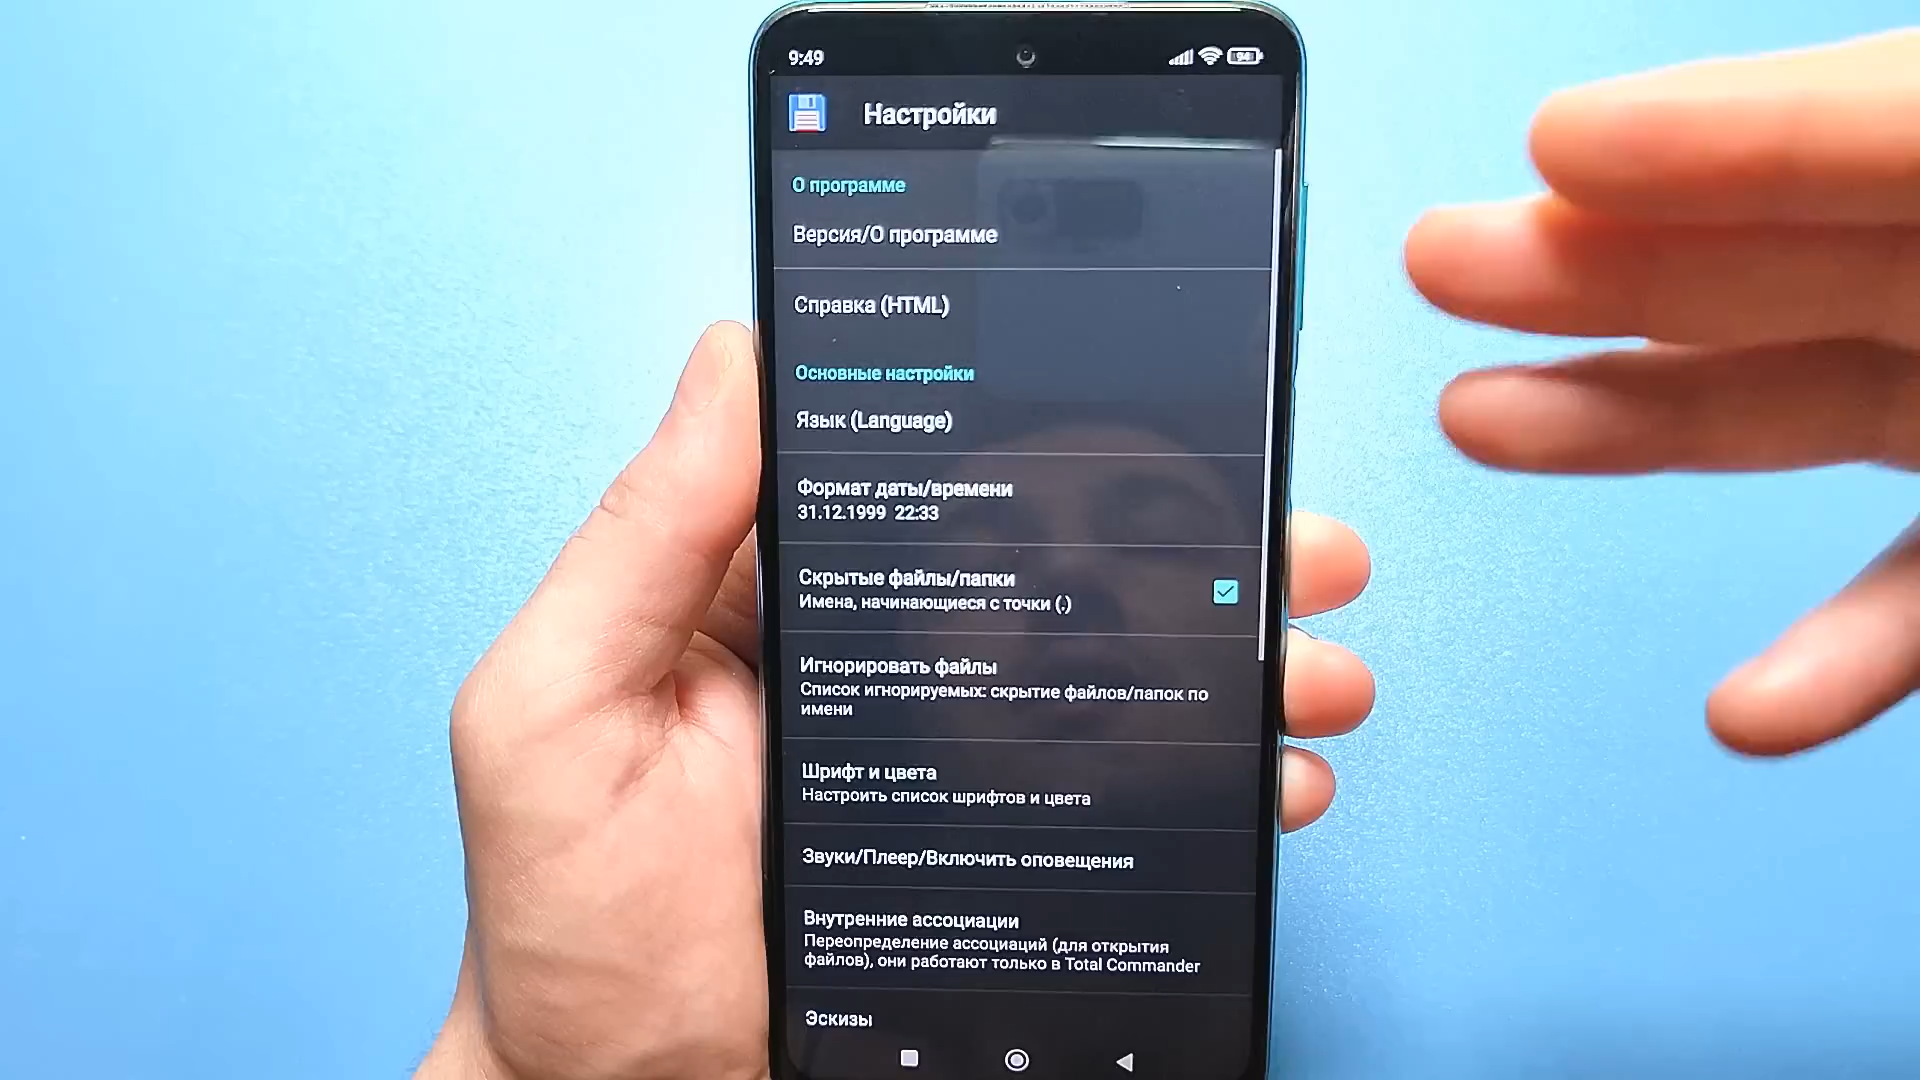 9:49
94
Настройки
О программе
Версия/О программе
Справка (HTML)
Основные настройки
Язык (Language)
Формат даты/времени
31.12.1999 22:33
Скрытые файлы/папки
Имена, начинающиеся с точки (.)
Игнорировать файлы
Список игнорируемых: скрытие файлов/папок по
имени
Шрифт и цвета
Настроить список шрифтов и цвета
Звуки/Плеер/Включить оповещения
Внутренние ассоциации
Переопределение ассоциаций (для открытия
файлов), они работают только в Total Commander
Эскизы